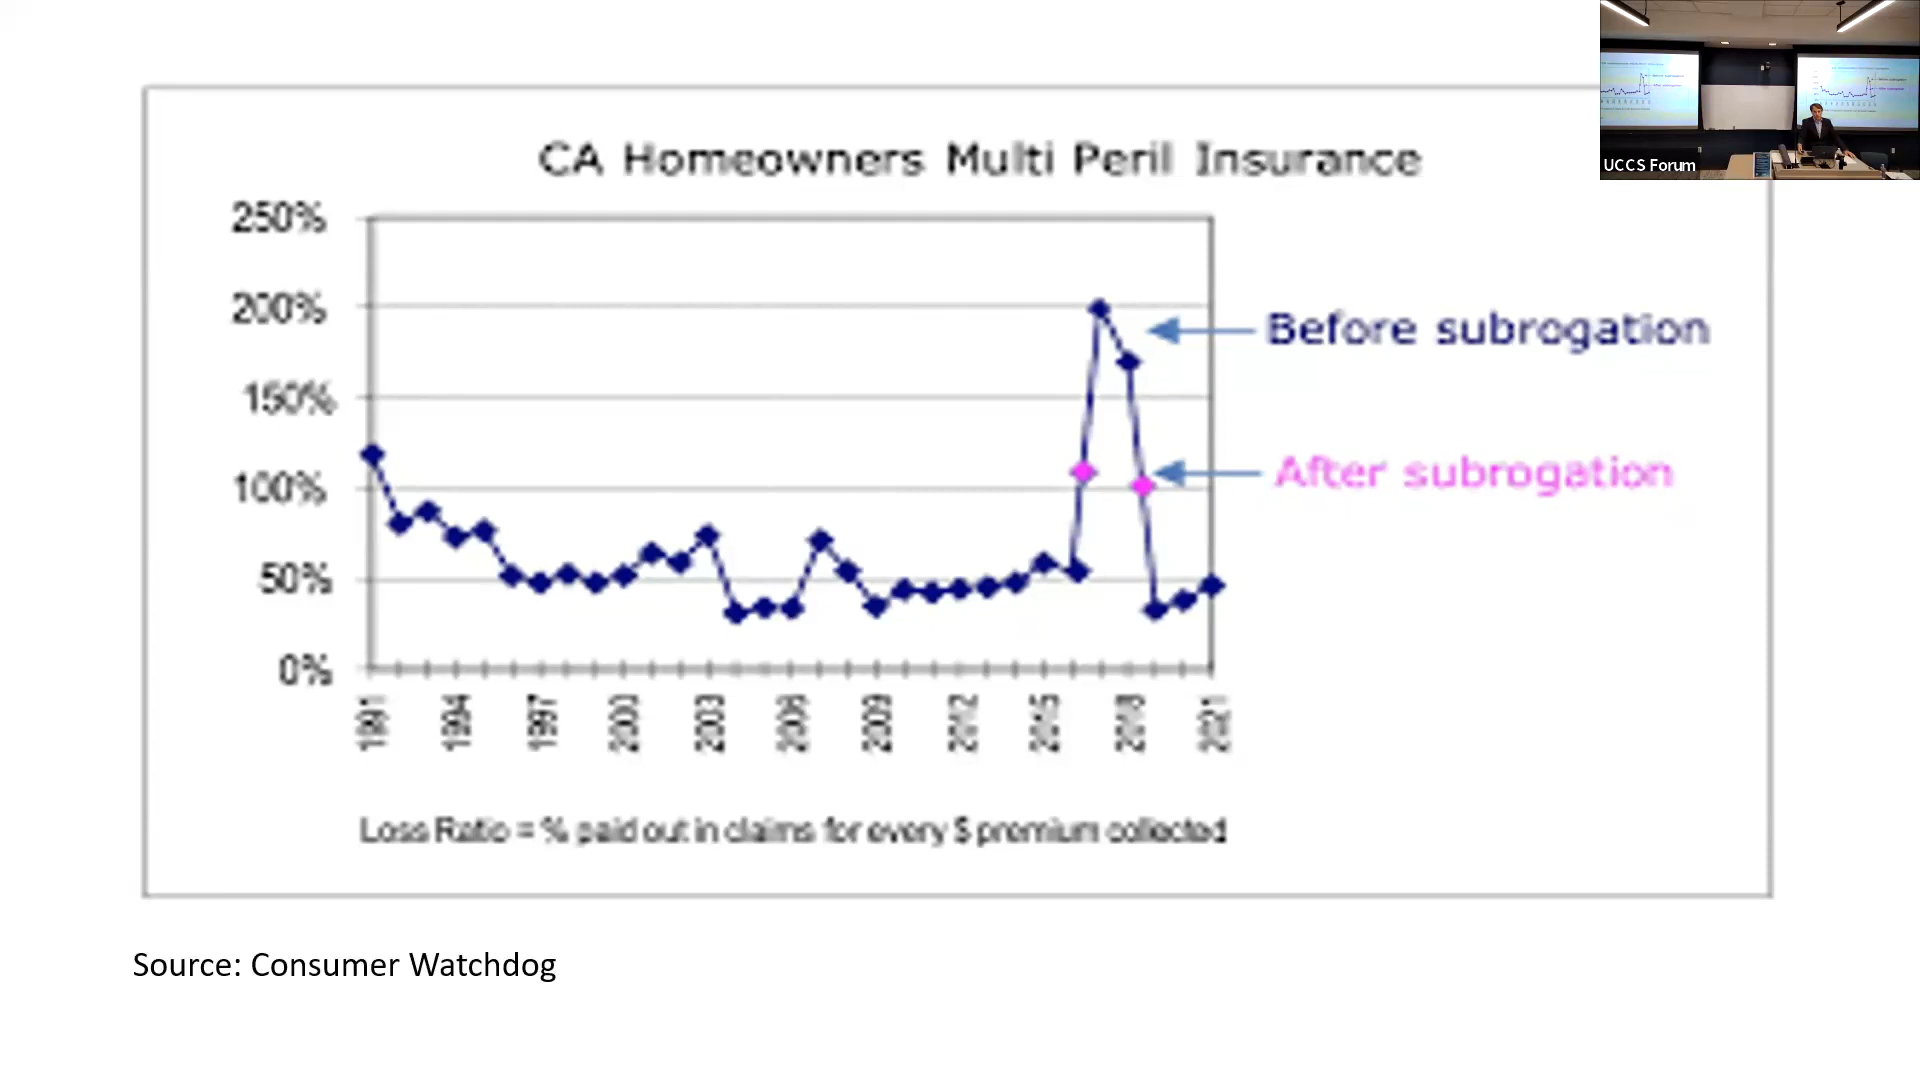 CA Homeowners Multi Peril Insurance
250%
200%
150%
100%
50%
0%
Before subrogation
After subrogation
1991
1994
1997
2000
2003
2006
2009
2012
2015
2018
2021
Loss Ratio = % paid out in claims for every $ premium collected
Source: Consumer Watchdog
UCCS Forum